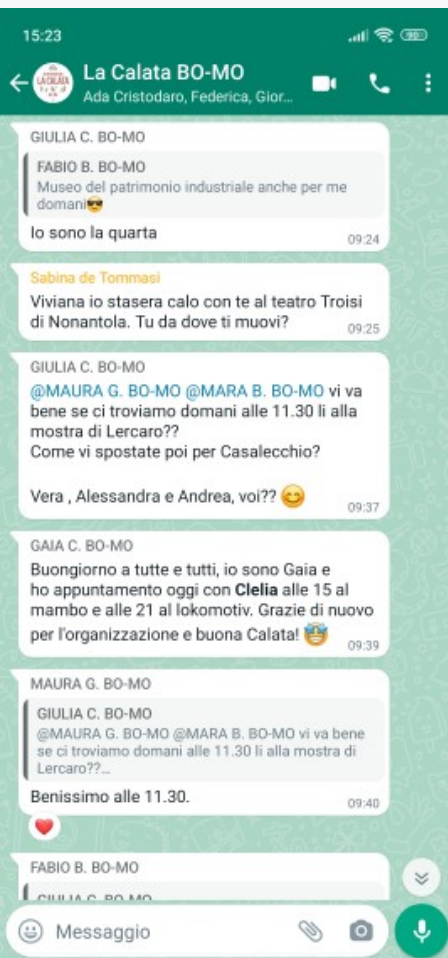 15:23
90
La Calata BO-MO
Ada Cristodaro, Federica, Gior...
GIULIA C. BO-MO
FABIO B. BO-MO
Museo del patrimonio industriale anche per me
domani😎
Io sono la quarta
09:24
Sabina de Tommasi
Viviana io stasera calo con te al teatro Troisi
di Nonantola. Tu da dove ti muovi?
09:25
GIULIA C. BO-MO
@MAURA G. BO-MO @MARA B. BO-MO vi va
bene se ci troviamo domani alle 11.30 li alla
mostra di Lercaro??
Come vi spostate poi per Casalecchio?
Vera , Alessandra e Andrea, voi?? 😊
09:37
GAIA C. BO-MO
Buongiorno a tutte e tutti, io sono Gaia e
ho appuntamento oggi con Clelia alle 15 al
mambo e alle 21 al lokomotiv. Grazie di nuovo
per l'organizzazione e buona Calata! 🤩
09:39
MAURA G. BO-MO
GIULIA C. BO-MO
@MAURA G. BO-MO @MARA B. BO-MO vi va bene
se ci troviamo domani alle 11.30 li alla mostra di
Lercaro??...
Benissimo alle 11.30.
09:40
❤️
FABIO B. BO-MO
GIULIA C. BO-MO
Messaggio